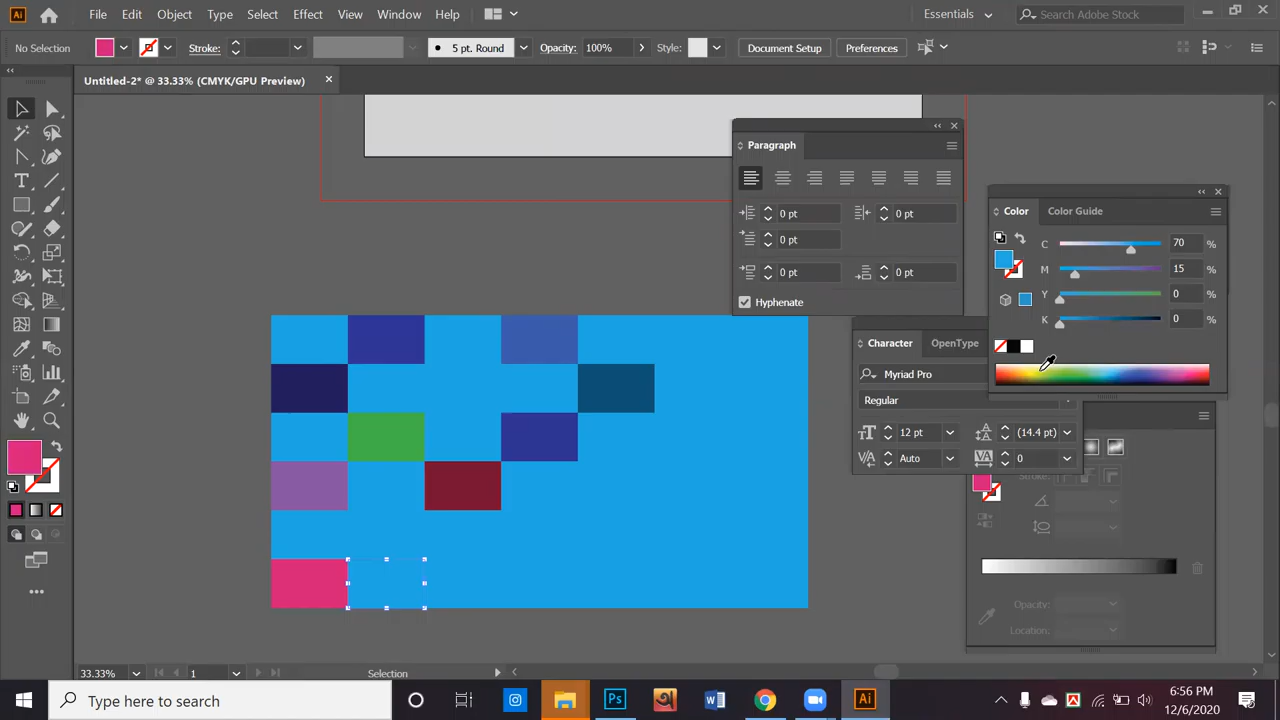 Ai File Edit Object Type Select Effect View Window Help Essentials Search Adobe Stock
No Selection Stroke: 5 pt. Round Opacity: 100% Style: Document Setup Preferences
Untitled-2* @ 33.33% (CMYK/GPU Preview)
Paragraph
0 pt 0 pt
0 pt
0 pt 0 pt
Hyphenate
Color Color Guide
C 70 %
M 15 %
Y 0 %
K 0 %
Character OpenType
Myriad Pro
Regular
12 pt (14.4 pt)
Auto 0
Opacity:
Location:
33.33% 1 Selection
Type here to search Ps W Ai 6:56 PM
12/6/2020